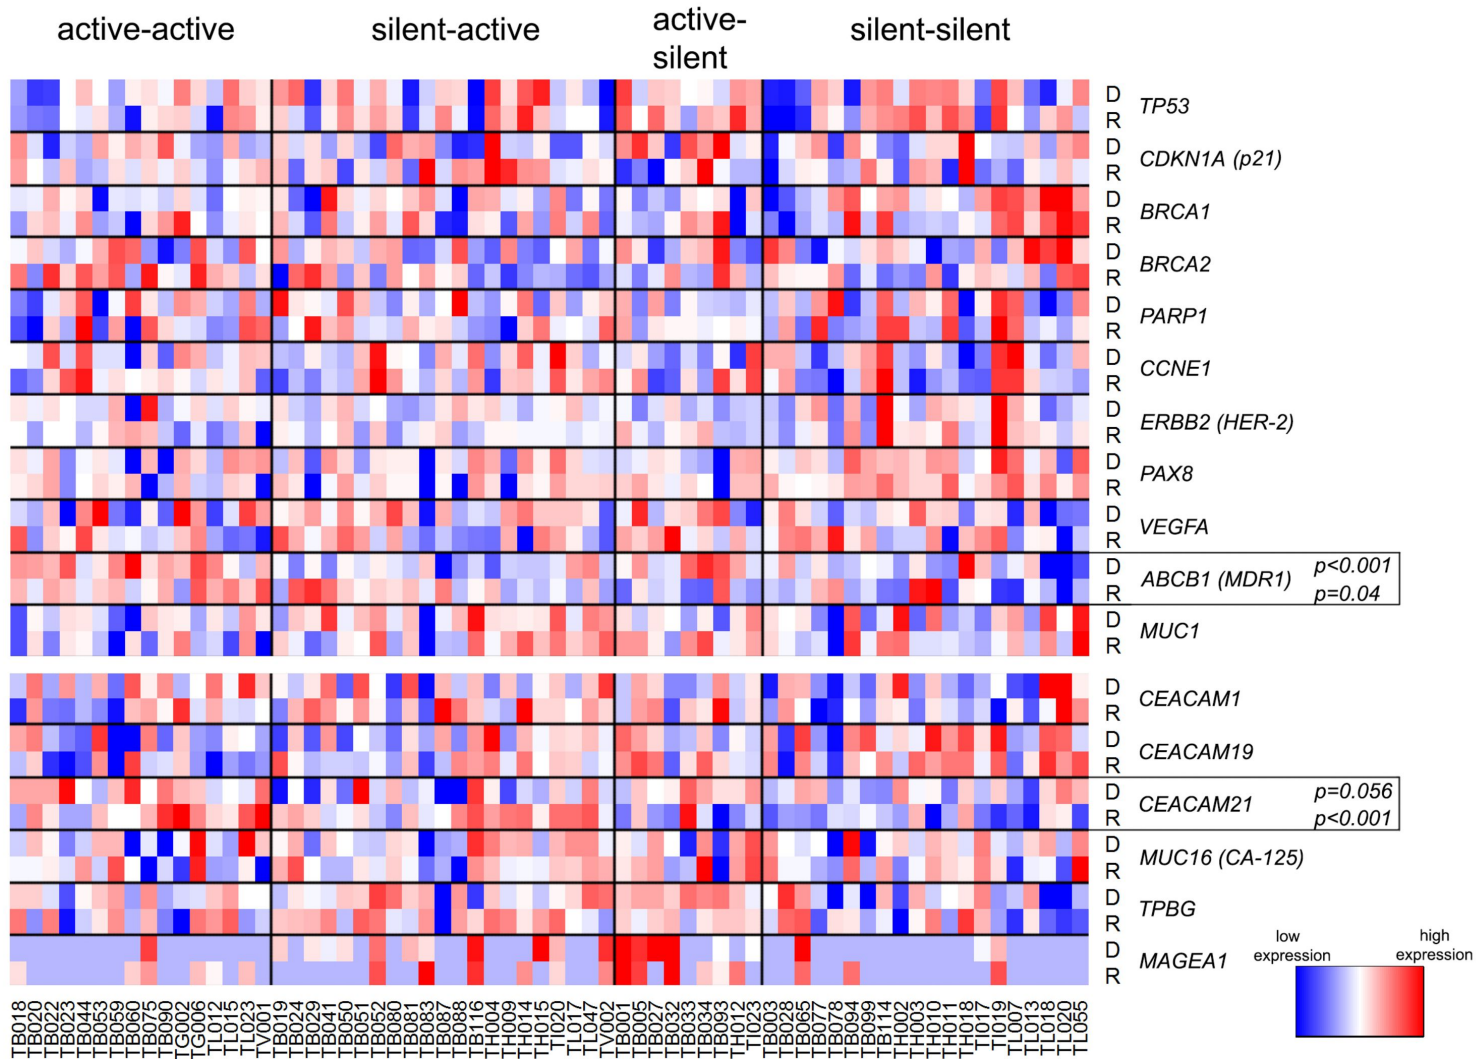 active-active
silent-active
active-
silent
silent-silent
D
R
TP53
D
R
CDKN1A (p21)
D
R
BRCA1
D
R
BRCA2
D
R
PARP1
D
R
CCNE1
D
R
ERBB2 (HER-2)
D
R
PAX8
D
R
VEGFA
D
R
ABCB1 (MDR1)
p<0.001
p=0.04
D
R
MUC1
D
R
CEACAM1
D
R
CEACAM19
D
R
CEACAM21
p=0.056
p<0.001
D
R
MUC16 (CA-125)
D
R
TPBG
D
R
MAGEA1
low
expression
high
expression
TB018
TB020
TB022
TB023
TB044
TB053
TB059
TB060
TB075
TB090
TG002
TG006
TL012
TL015
TL023
TV001
TB019
TB024
TB029
TB041
TB050
TB051
TB052
TB080
TB081
TB083
TB087
TB088
TB116
TH004
TH009
TH014
TH015
TI020
TL017
TL047
TV002
TB001
TB005
TB027
TB032
TB033
TB034
TB093
TH012
TI023
TB003
TB028
TB065
TB077
TB078
TB094
TB099
TB114
TH002
TH003
TH010
TH011
TH018
TI017
TI019
TL007
TL013
TL018
TL020
TL055